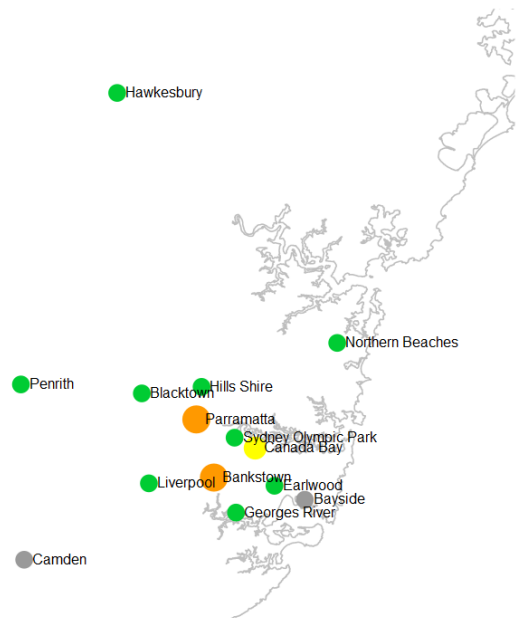 Hawkesbury
Northern Beaches
Penrith
Hills Shire
Blacktown
Parramatta
Sydney Olympic Park
Canada Bay
Bankstown
Liverpool
Earlwood
Bayside
Georges River
Camden